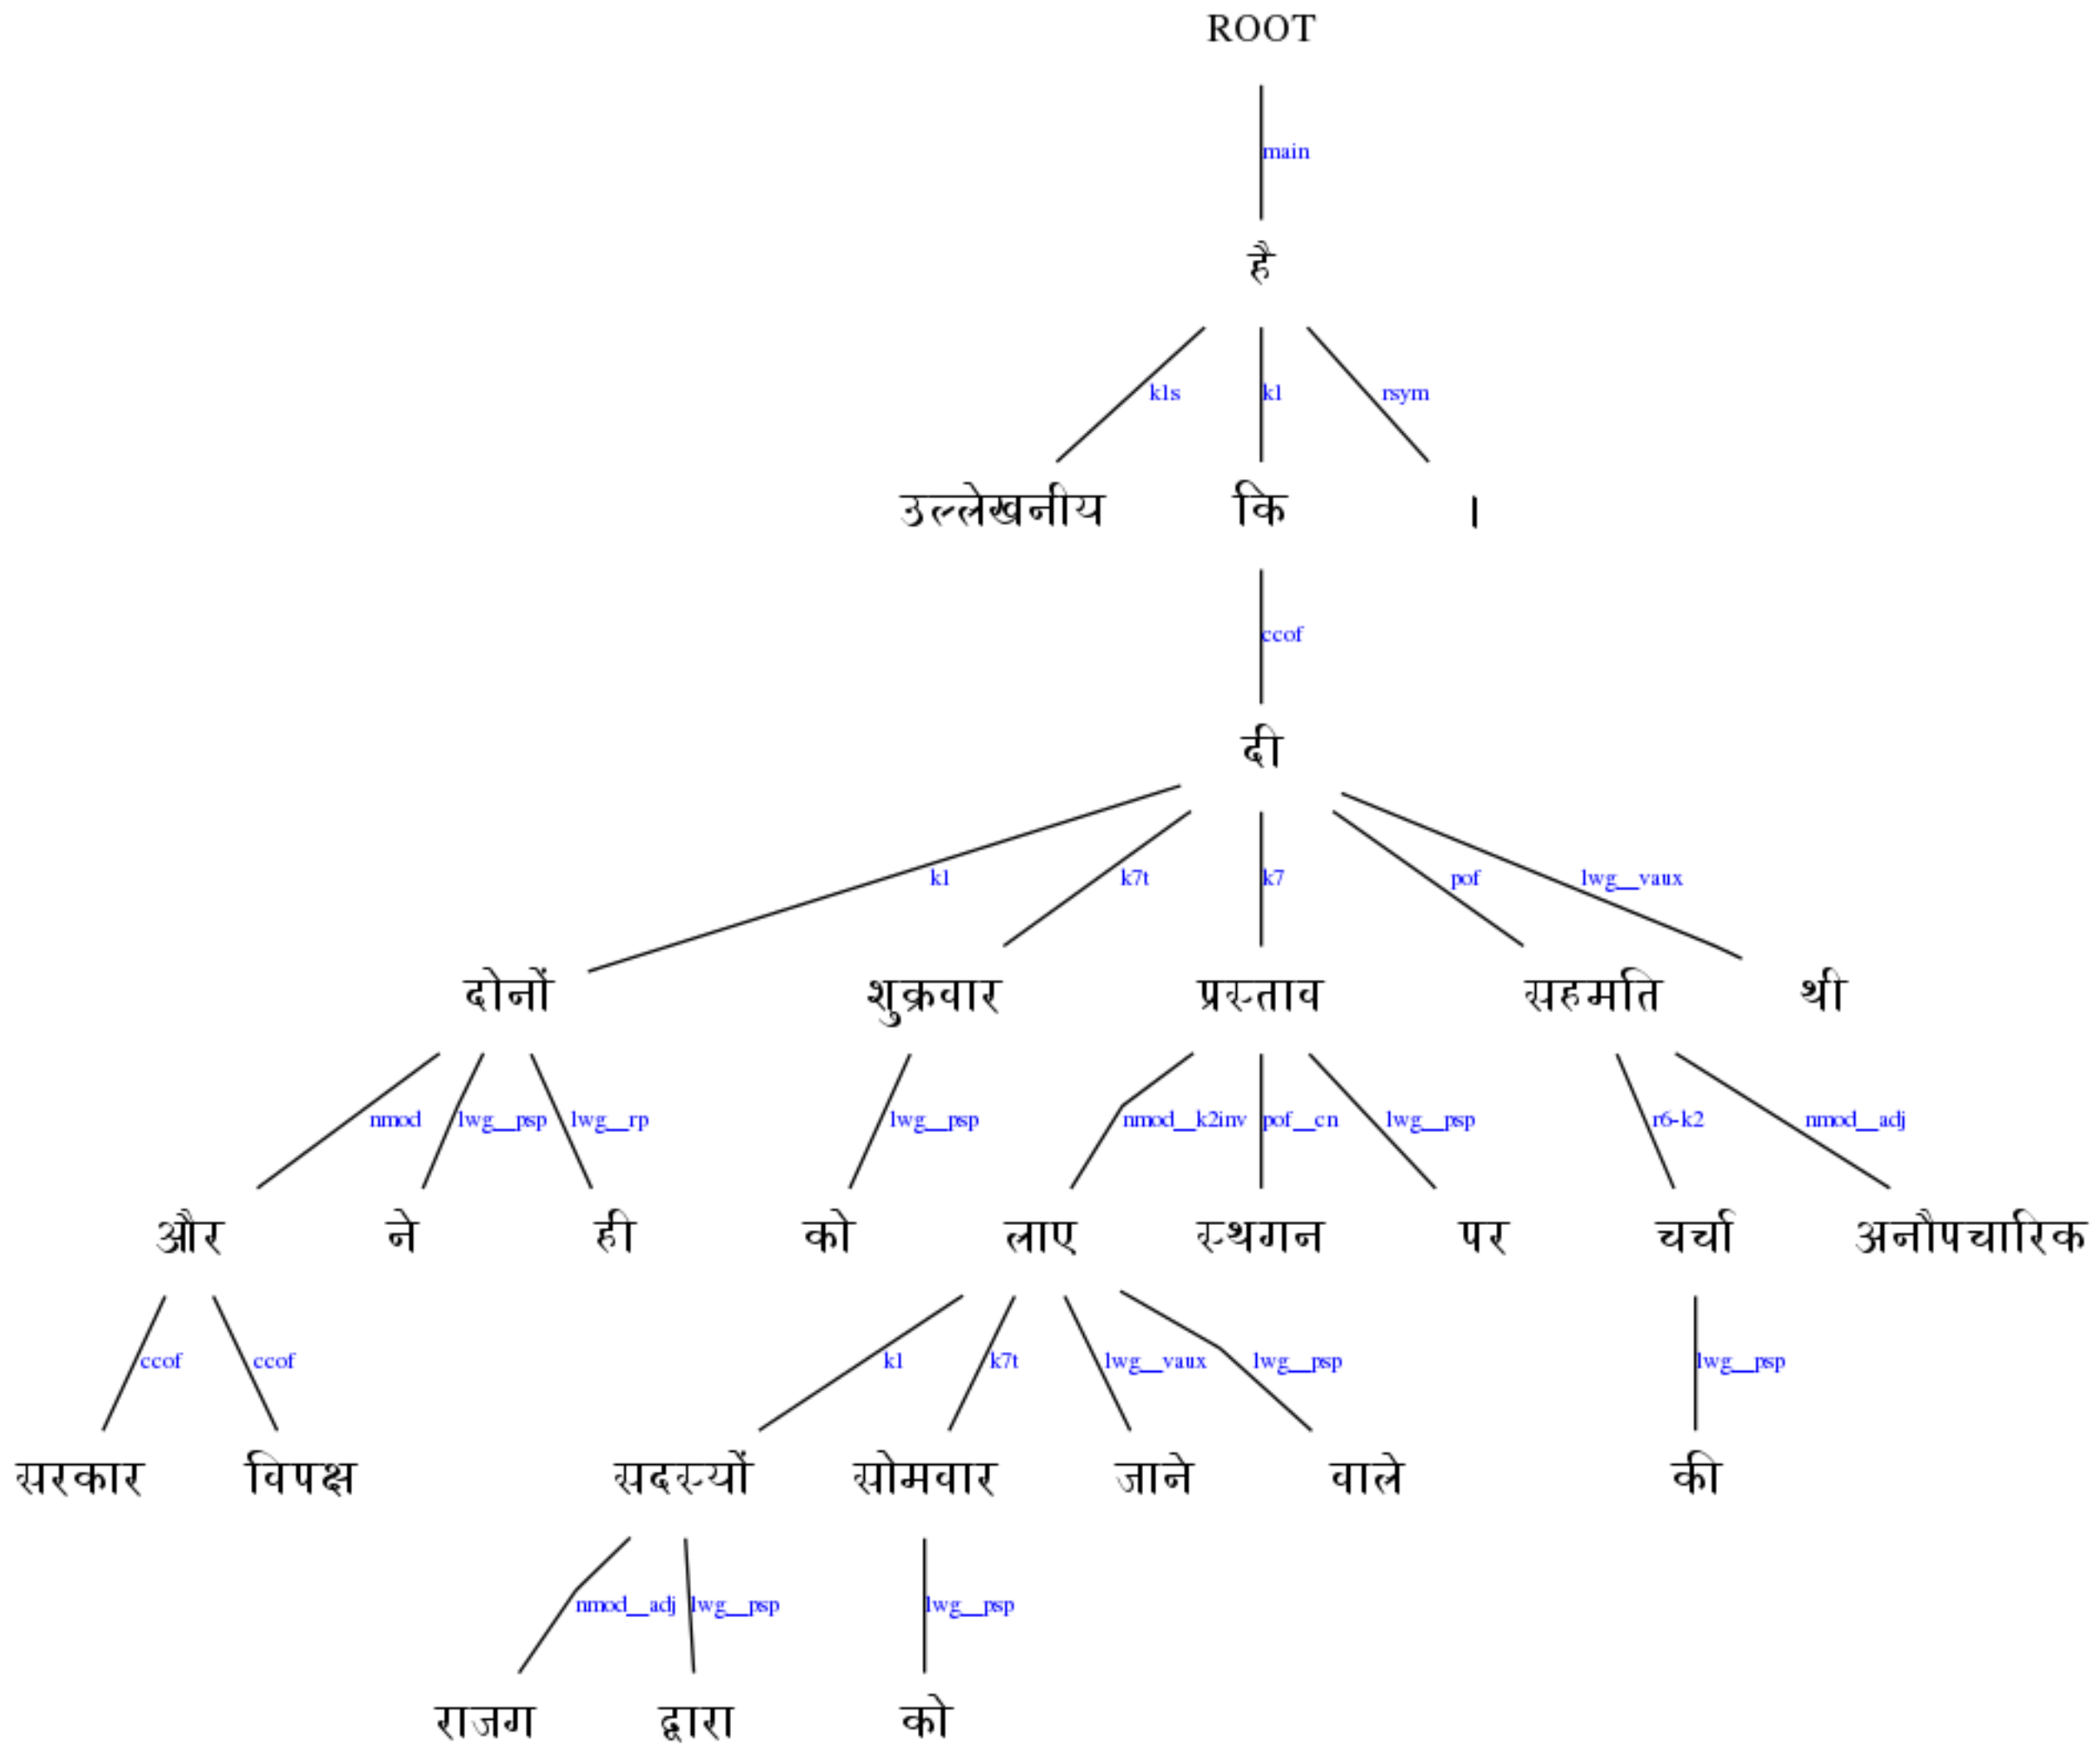 ROOT
main
है
k1s k1 rsym
उल्लेखनीय कि ।
ccof
दी
k1 k7t k7 pof lwg__vaux
दोनों शुक्रवार प्रस्ताव सहमति थी
nmod lwg__psp lwg__rp lwg__psp nmod__k2inv pof__cn lwg__psp r6-k2 nmod__adj
और ने ही को लाए स्थगन पर चर्चा अनौपचारिक
ccof ccof k1 k7t lwg__vaux lwg__psp lwg__psp
सरकार विपक्ष सदस्यों सोमवार जाने वाले की
nmod__adj lwg__psp lwg__psp
राजग द्वारा को